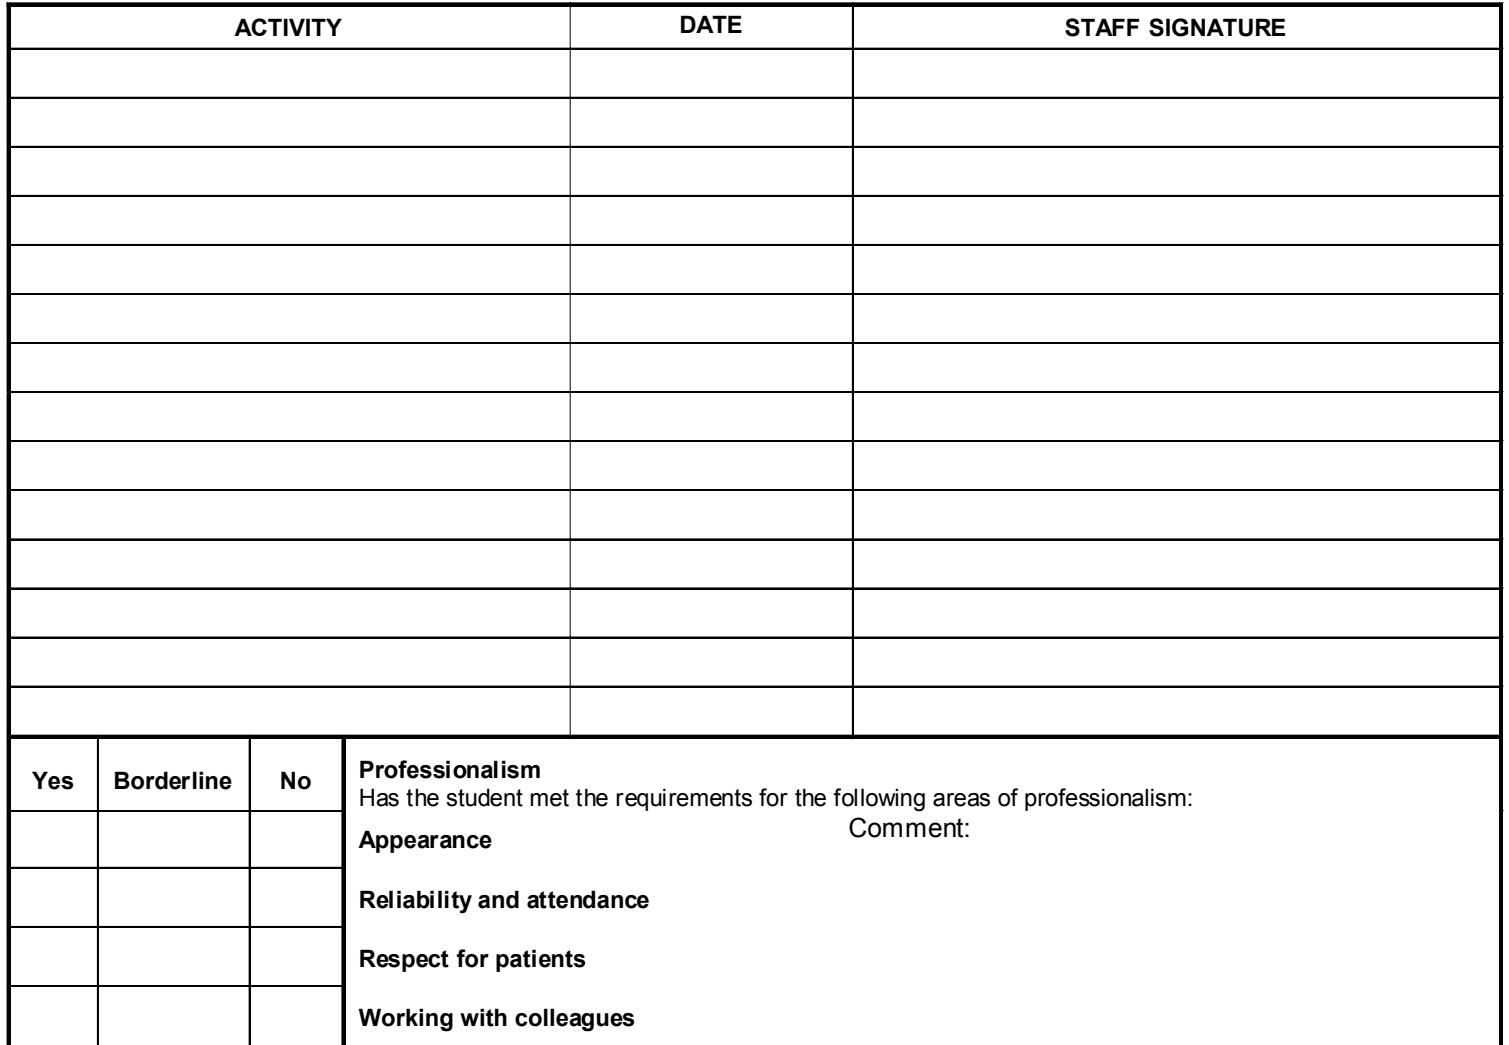 ACTIVITY DATE STAFF SIGNATURE
Yes Borderline No
Professionalism
Has the student met the requirements for the following areas of professionalism:
Comment:
Appearance
Reliability and attendance
Respect for patients
Working with colleagues